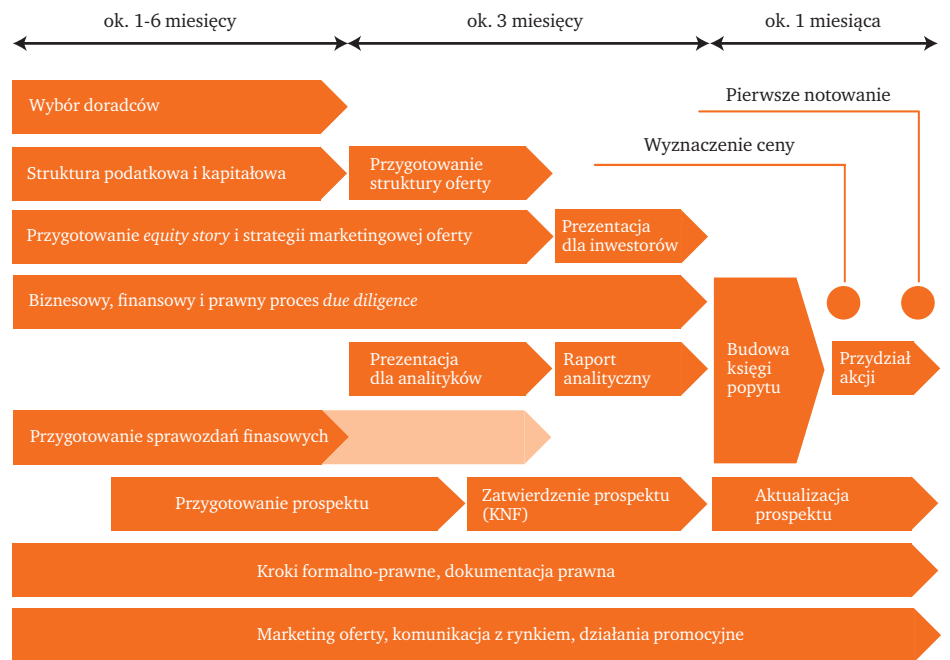 ok. 1-6 miesięcy
ok. 3 miesięcy
ok. 1 miesiąca
Wybór doradców
Pierwsze notowanie
Wyznaczenie ceny
Struktura podatkowa i kapitałowa
Przygotowanie
struktury oferty
Przygotowanie equity story i strategii marketingowej oferty
Prezentacja
dla inwestorów
Biznesowy, finansowy i prawny proces due diligence
Prezentacja
dla analityków
Raport
analityczny
Budowa
księgi
popytu
Przydział
akcji
Przygotowanie sprawozdań finasowych
Przygotowanie prospektu
Zatwierdzenie prospektu
(KNF)
Aktualizacja
prospektu
Kroki formalno-prawne, dokumentacja prawna
Marketing oferty, komunikacja z rynkiem, działania promocyjne